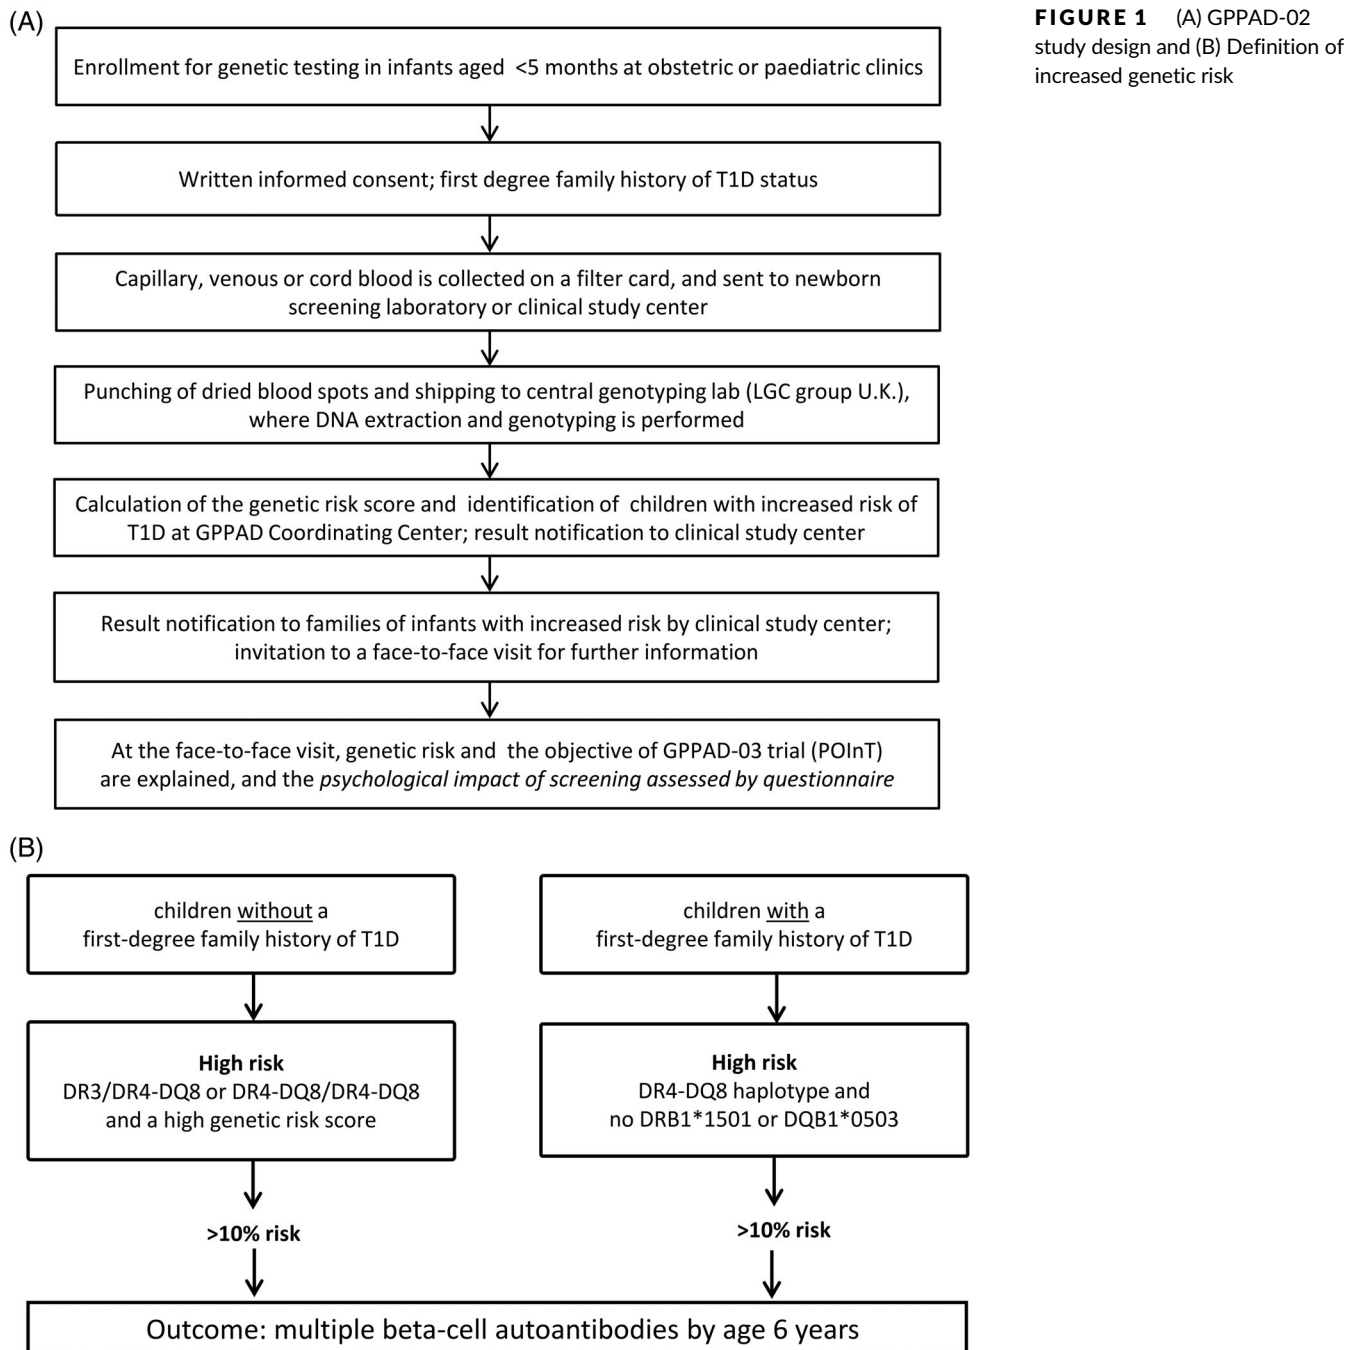 (A)
FIGURE 1 (A) GPPAD-02
study design and (B) Definition of
increased genetic risk
Enrollment for genetic testing in infants aged <5 months at obstetric or paediatric clinics
Written informed consent; first degree family history of T1D status
Capillary, venous or cord blood is collected on a filter card, and sent to newborn
screening laboratory or clinical study center
Punching of dried blood spots and shipping to central genotyping lab (LGC group U.K.),
where DNA extraction and genotyping is performed
Calculation of the genetic risk score and identification of children with increased risk of
T1D at GPPAD Coordinating Center; result notification to clinical study center
Result notification to families of infants with increased risk by clinical study center;
invitation to a face-to-face visit for further information
At the face-to-face visit, genetic risk and the objective of GPPAD-03 trial (POInT)
are explained, and the psychological impact of screening assessed by questionnaire
(B)
children without a
first-degree family history of T1D
children with a
first-degree family history of T1D
High risk
DR3/DR4-DQ8 or DR4-DQ8/DR4-DQ8
and a high genetic risk score
High risk
DR4-DQ8 haplotype and
no DRB1*1501 or DQB1*0503
>10% risk
>10% risk
Outcome: multiple beta-cell autoantibodies by age 6 years